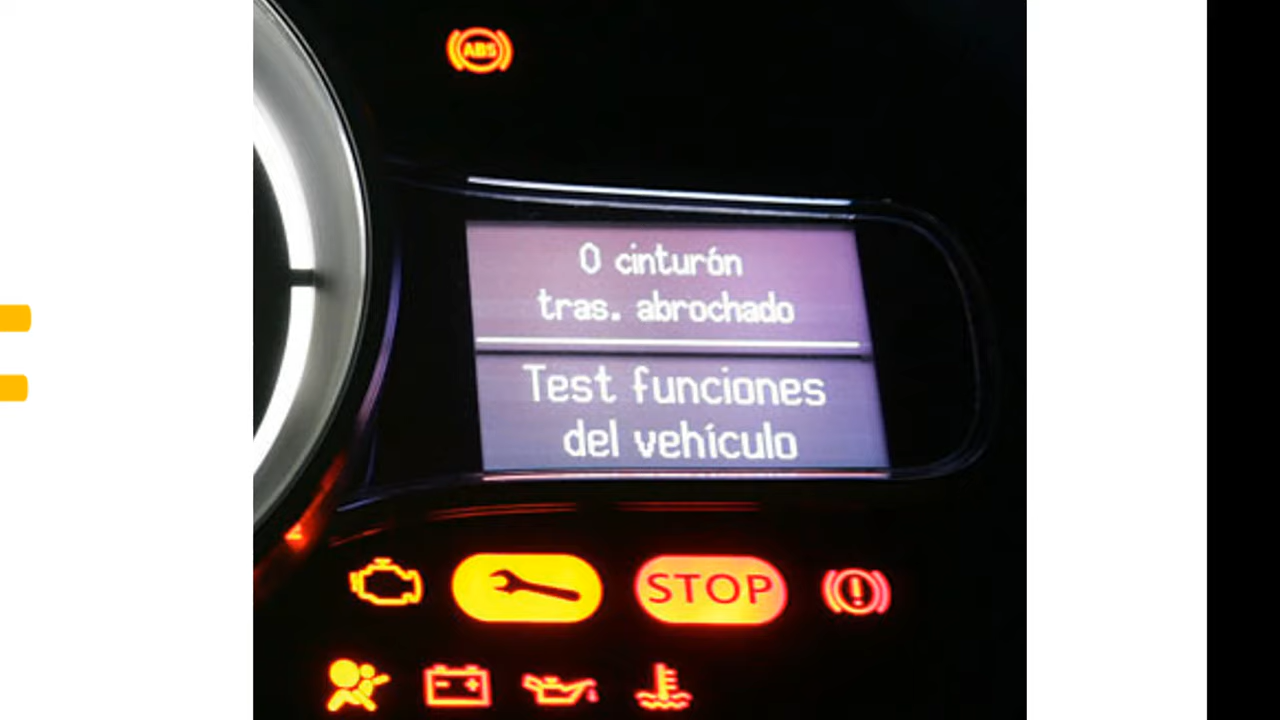 ABS
0 cinturón
tras. abrochado
Test funciones
del vehículo
STOP